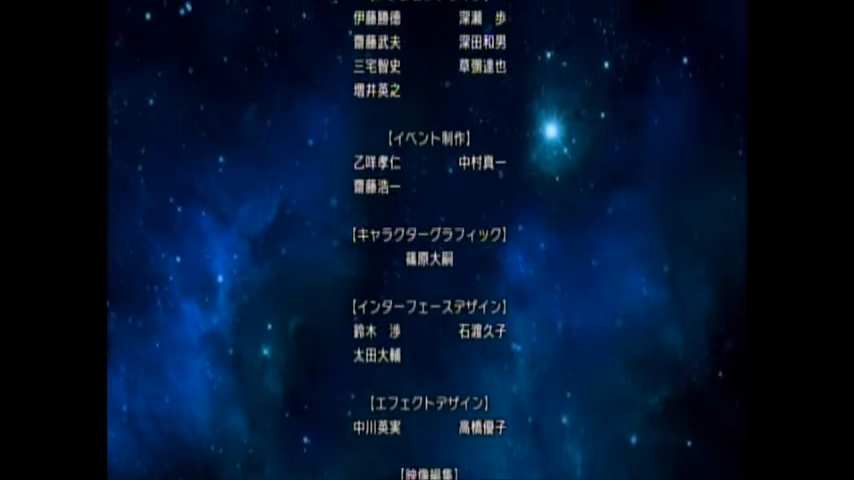 伊藤勝徳 深瀬 歩
齋藤武夫 深田和男
三宅智史 草彅達也
増井英之
【イベント制作】
乙咩孝仁 中村真一
齋藤浩一
【キャラクターグラフィック】
篠原大嗣
【インターフェースデザイン】
鈴木 渉 石渡久子
太田大輔
【エフェクトデザイン】
中川英実 高橋優子
【映像編集】